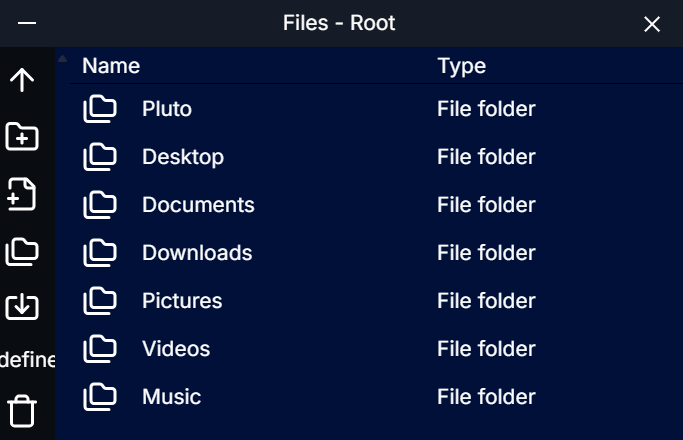 Files - Root
Name Type
Pluto File folder
Desktop File folder
Documents File folder
Downloads File folder
Pictures File folder
Videos File folder
define
Music File folder